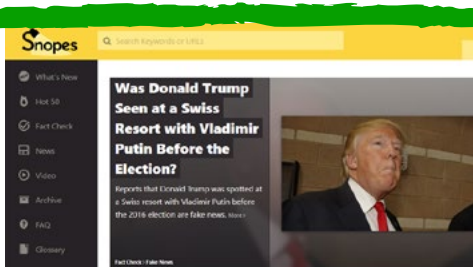 Snopes
Search Keywords or URLs
What's New
Hot 50
Fact Check
News
Video
Archive
FAQ
Glossary
Was Donald Trump
Seen at a Swiss
Resort with Vladimir
Putin Before the
Election?
Reports that Donald Trump was spotted at
a Swiss resort with Vladimir Putin before
the 2016 election are fake news. More ›
Fact Check › Fake News